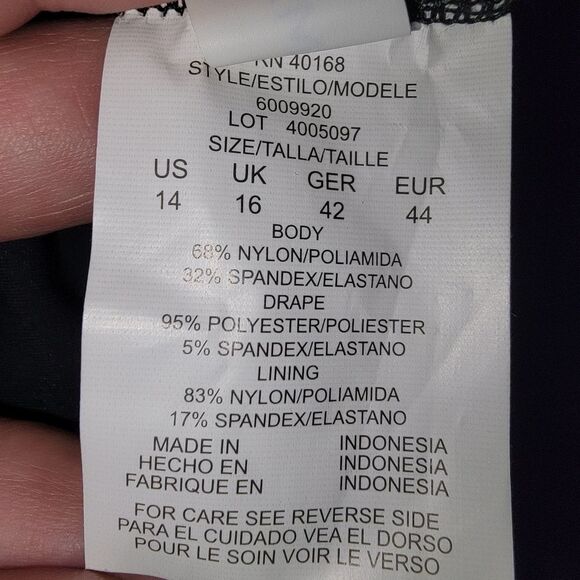 RN 40168
STYLE/ESTILO/MODELE
6009920
LOT 4005097
SIZE/TALLA/TAILLE
US UK GER EUR
14 16 42 44
BODY
68% NYLON/POLIAMIDA
32% SPANDEX/ELASTANO
DRAPE
95% POLYESTER/POLIESTER
5% SPANDEX/ELASTANO
LINING
83% NYLON/POLIAMIDA
17% SPANDEX/ELASTANO
MADE IN INDONESIA
HECHO EN INDONESIA
FABRIQUE EN INDONESIA
FOR CARE SEE REVERSE SIDE
PARA EL CUIDADO VEA EL DORSO
POUR LE SOIN VOIR LE VERSO